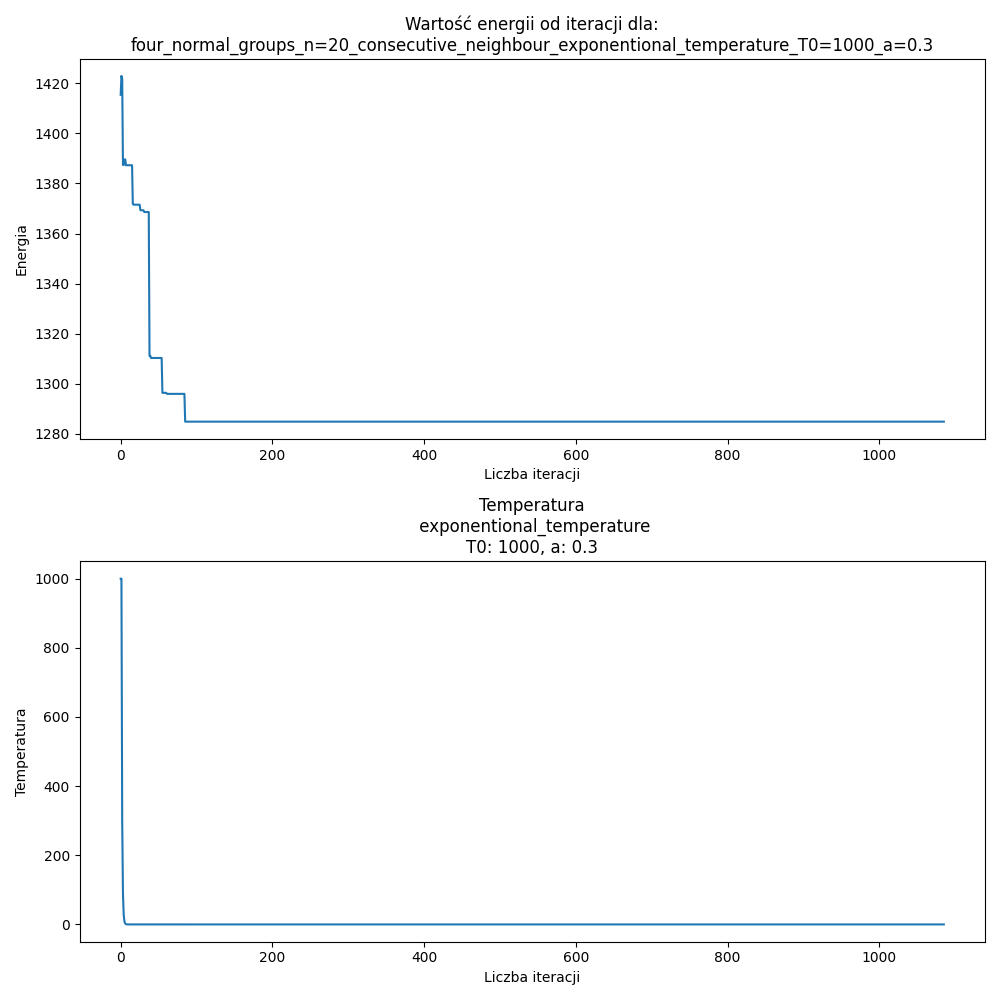 Wartość energii od iteracji dla:
four_normal_groups_n=20_consecutive_neighbour_exponentional_temperature_T0=1000_a=0.3
1420
1400
1380
1360
1340
1320
1300
1280
Energia
0 200 400 600 800 1000
Liczba iteracji
Temperatura
exponentional_temperature
T0: 1000, a: 0.3
1000
800
600
400
200
0
Temperatura
0 200 400 600 800 1000
Liczba iteracji